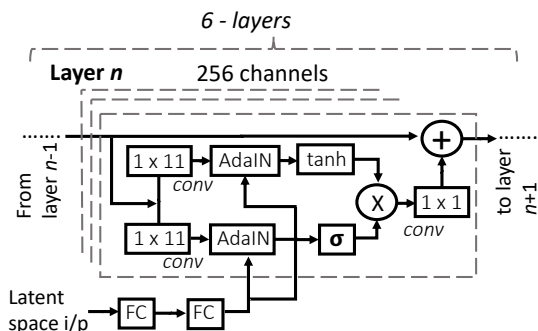 6 - layers
Layer n
256 channels
From
layer n-1
1 x 11
conv
AdaIN
tanh
+
X
1 x 1
conv
to layer
n+1
1 x 11
conv
AdaIN
σ
Latent
space i/p
FC
FC